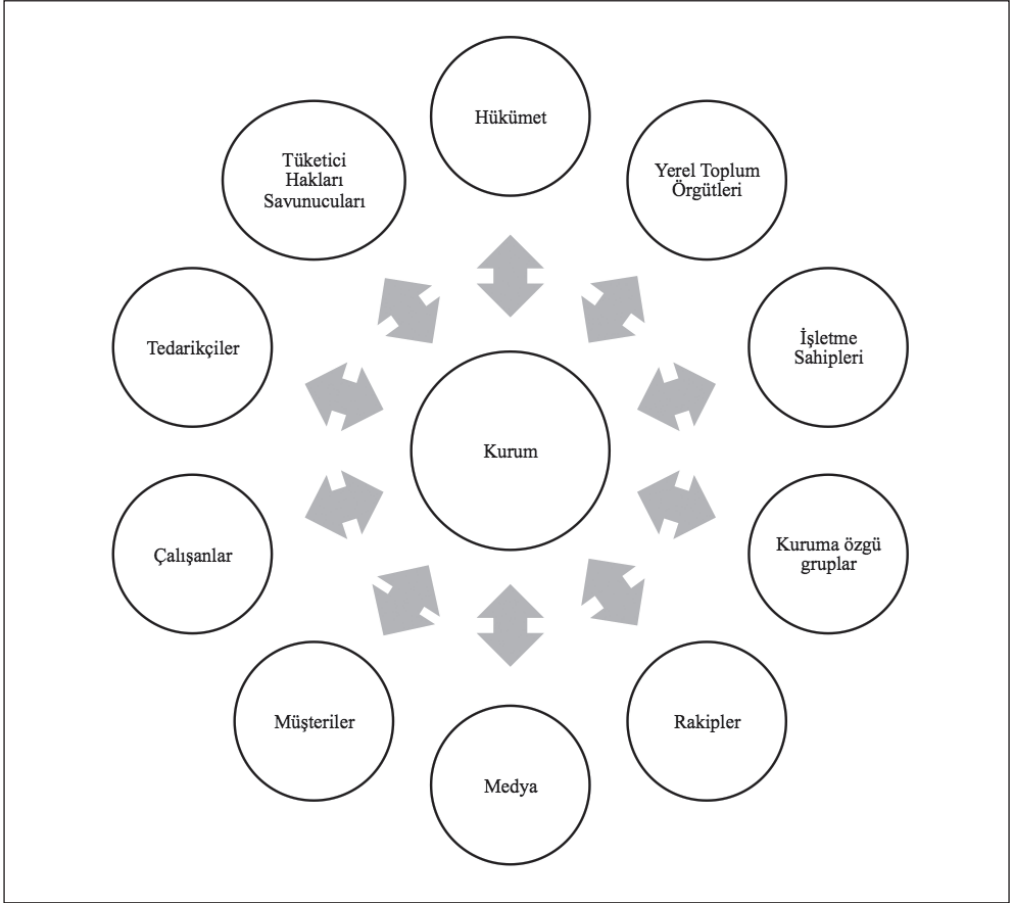 Hükümet
Yerel Toplum
Örgütleri
İşletme
Sahipleri
Kuruma özgü
gruplar
Rakipler
Medya
Müşteriler
Çalışanlar
Tedarikçiler
Tüketici
Hakları
Savunucuları
Kurum